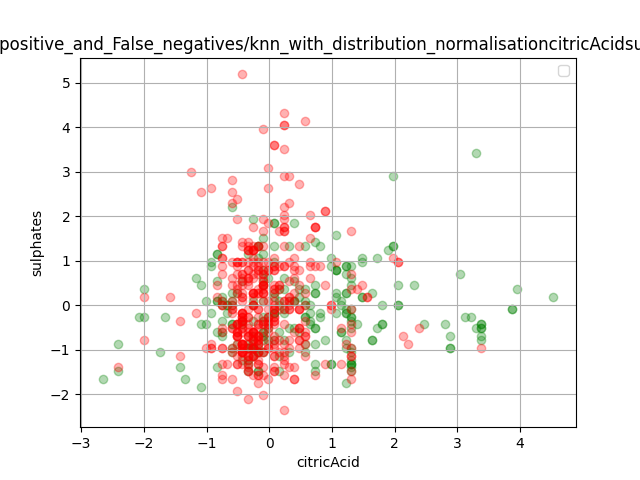 positive_and_False_negatives/knn_with_distribution_normalisationcitricAcidsu
5
4
3
2
1
0
−1
−2
sulphates
−3 −2 −1 0 1 2 3 4
citricAcid